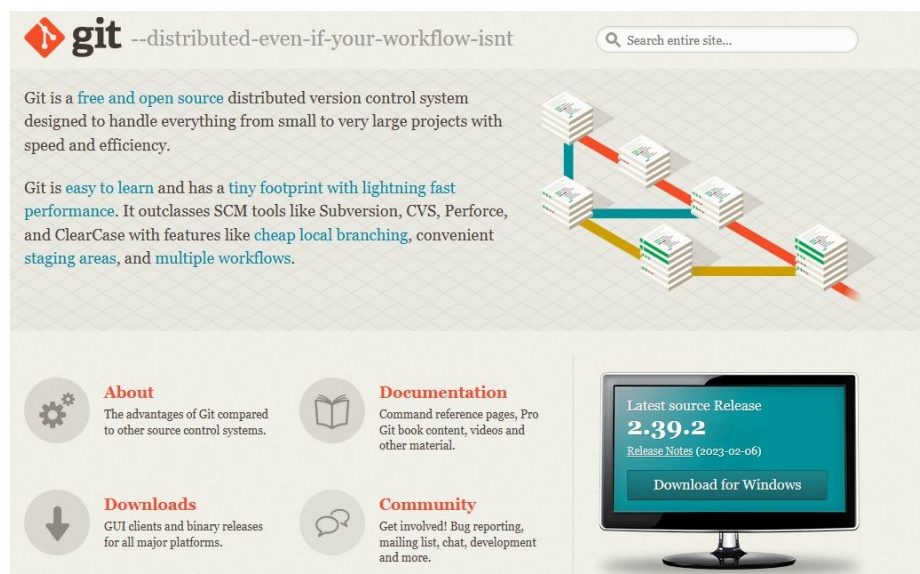 git --distributed-even-if-your-workflow-isnt
Search entire site...
Git is a free and open source distributed version control system
designed to handle everything from small to very large projects with
speed and efficiency.
Git is easy to learn and has a tiny footprint with lightning fast
performance. It outclasses SCM tools like Subversion, CVS, Perforce,
and ClearCase with features like cheap local branching, convenient
staging areas, and multiple workflows.
About
The advantages of Git compared
to other source control systems.
Documentation
Command reference pages, Pro
Git book content, videos and
other material.
Downloads
GUI clients and binary releases
for all major platforms.
Community
Get involved! Bug reporting,
mailing list, chat, development
and more.
Latest source Release
2.39.2
Release Notes (2023-02-06)
Download for Windows